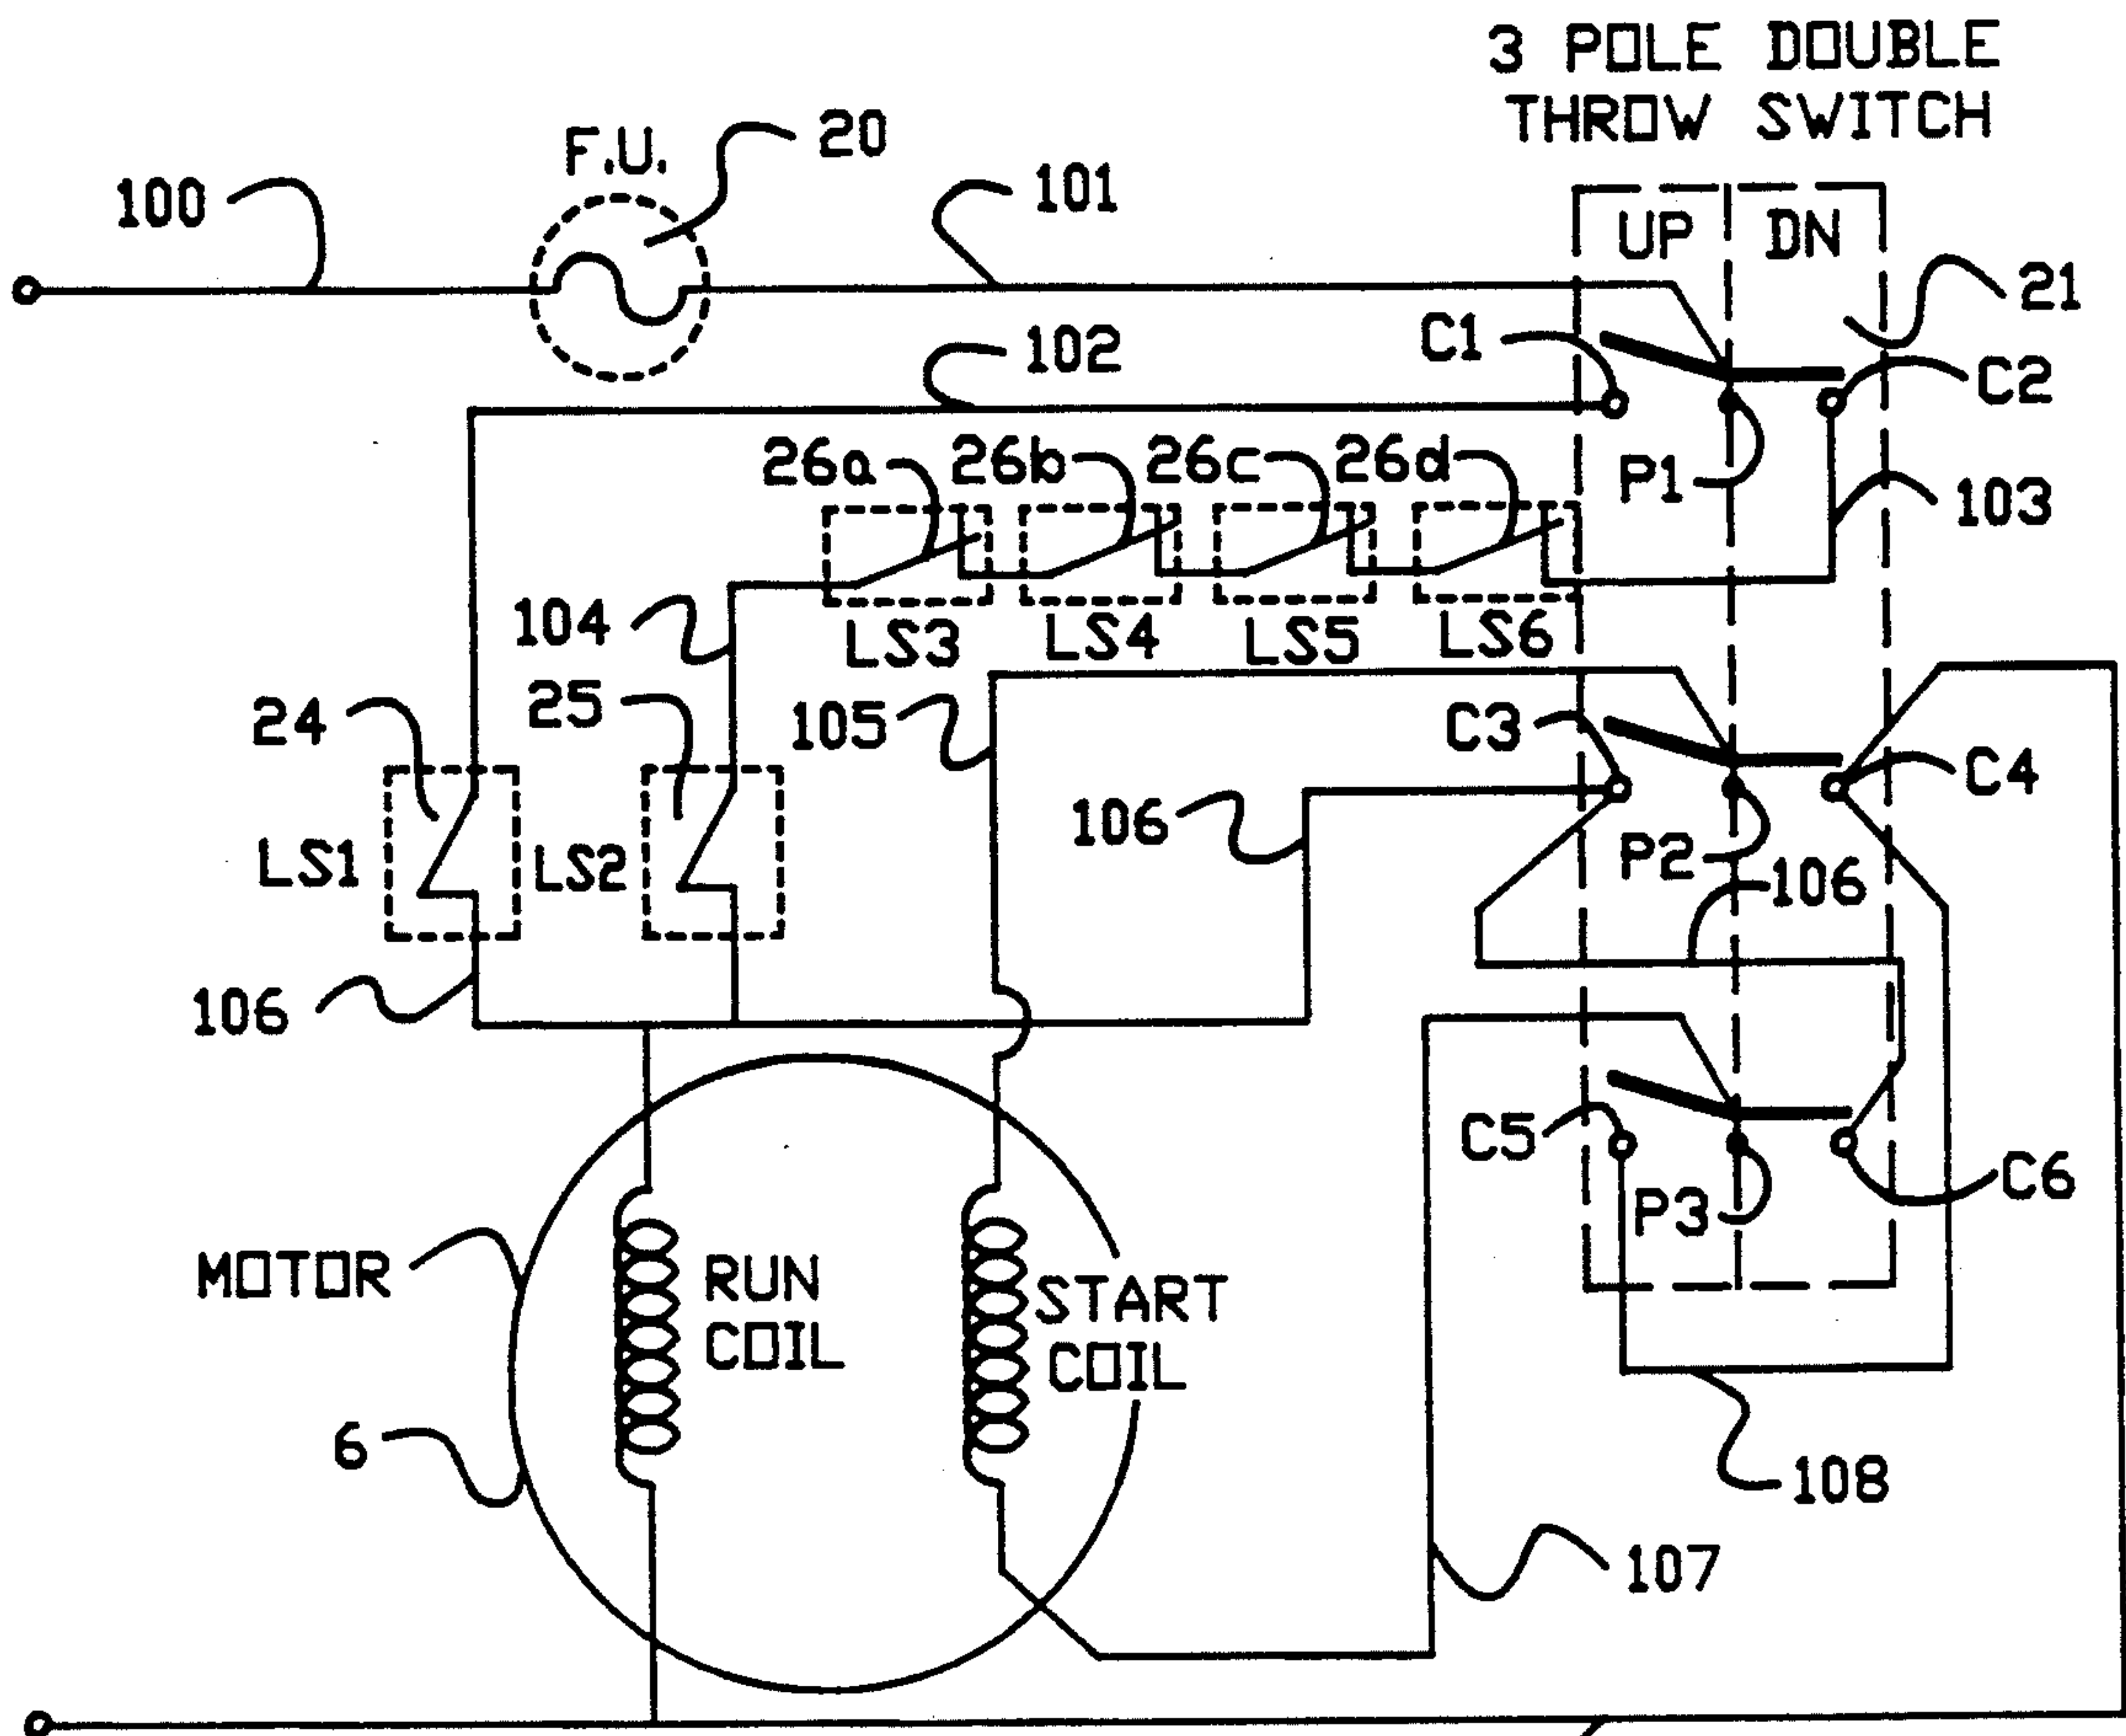 3 POLE DOUBLE
THROW SWITCH
F.U.
20
100
101
UP
DN
21
C1
102
C2
26a
26b
26c
26d
P1
103
104
LS3
LS4
LS5
LS6
24
25
105
C3
C4
106
LS1
LS2
P2
106
106
C5
P3
C6
MOTOR
RUN
COIL
START
COIL
6
108
107